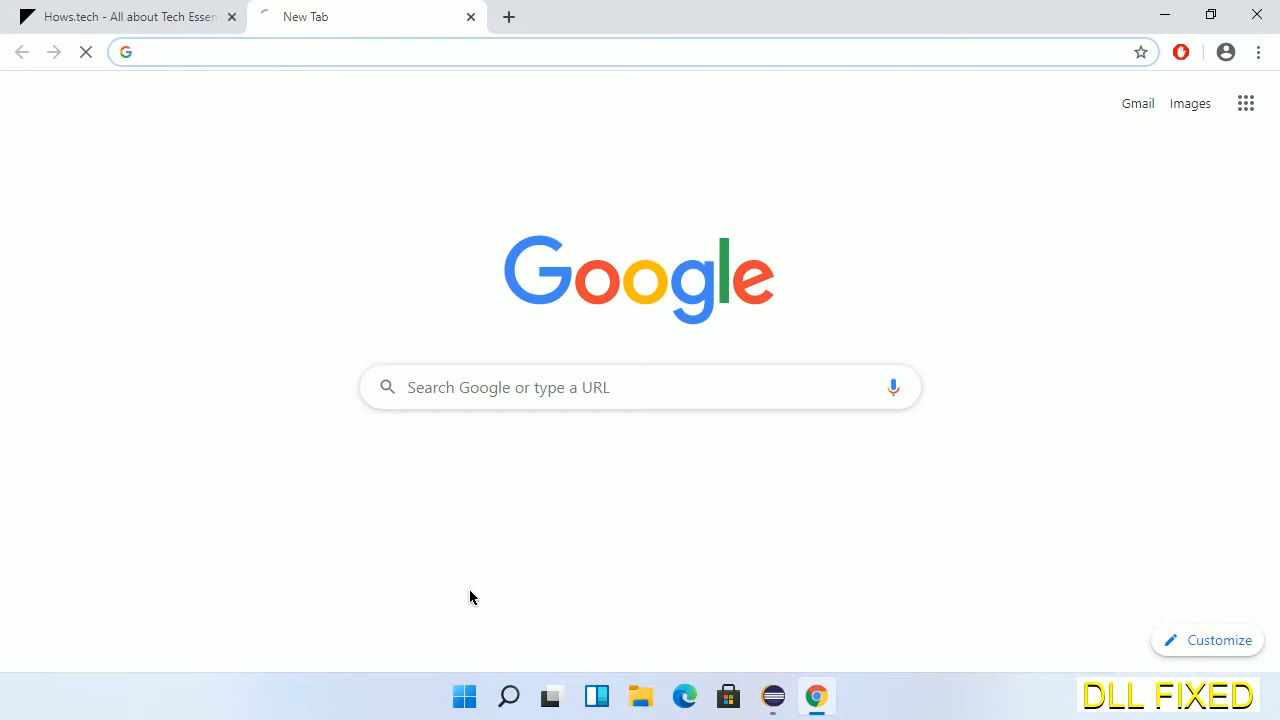 Hows.tech - All about Tech Essen
New Tab
Gmail
Images
Google
Search Google or type a URL
Customize
DLL FIXED